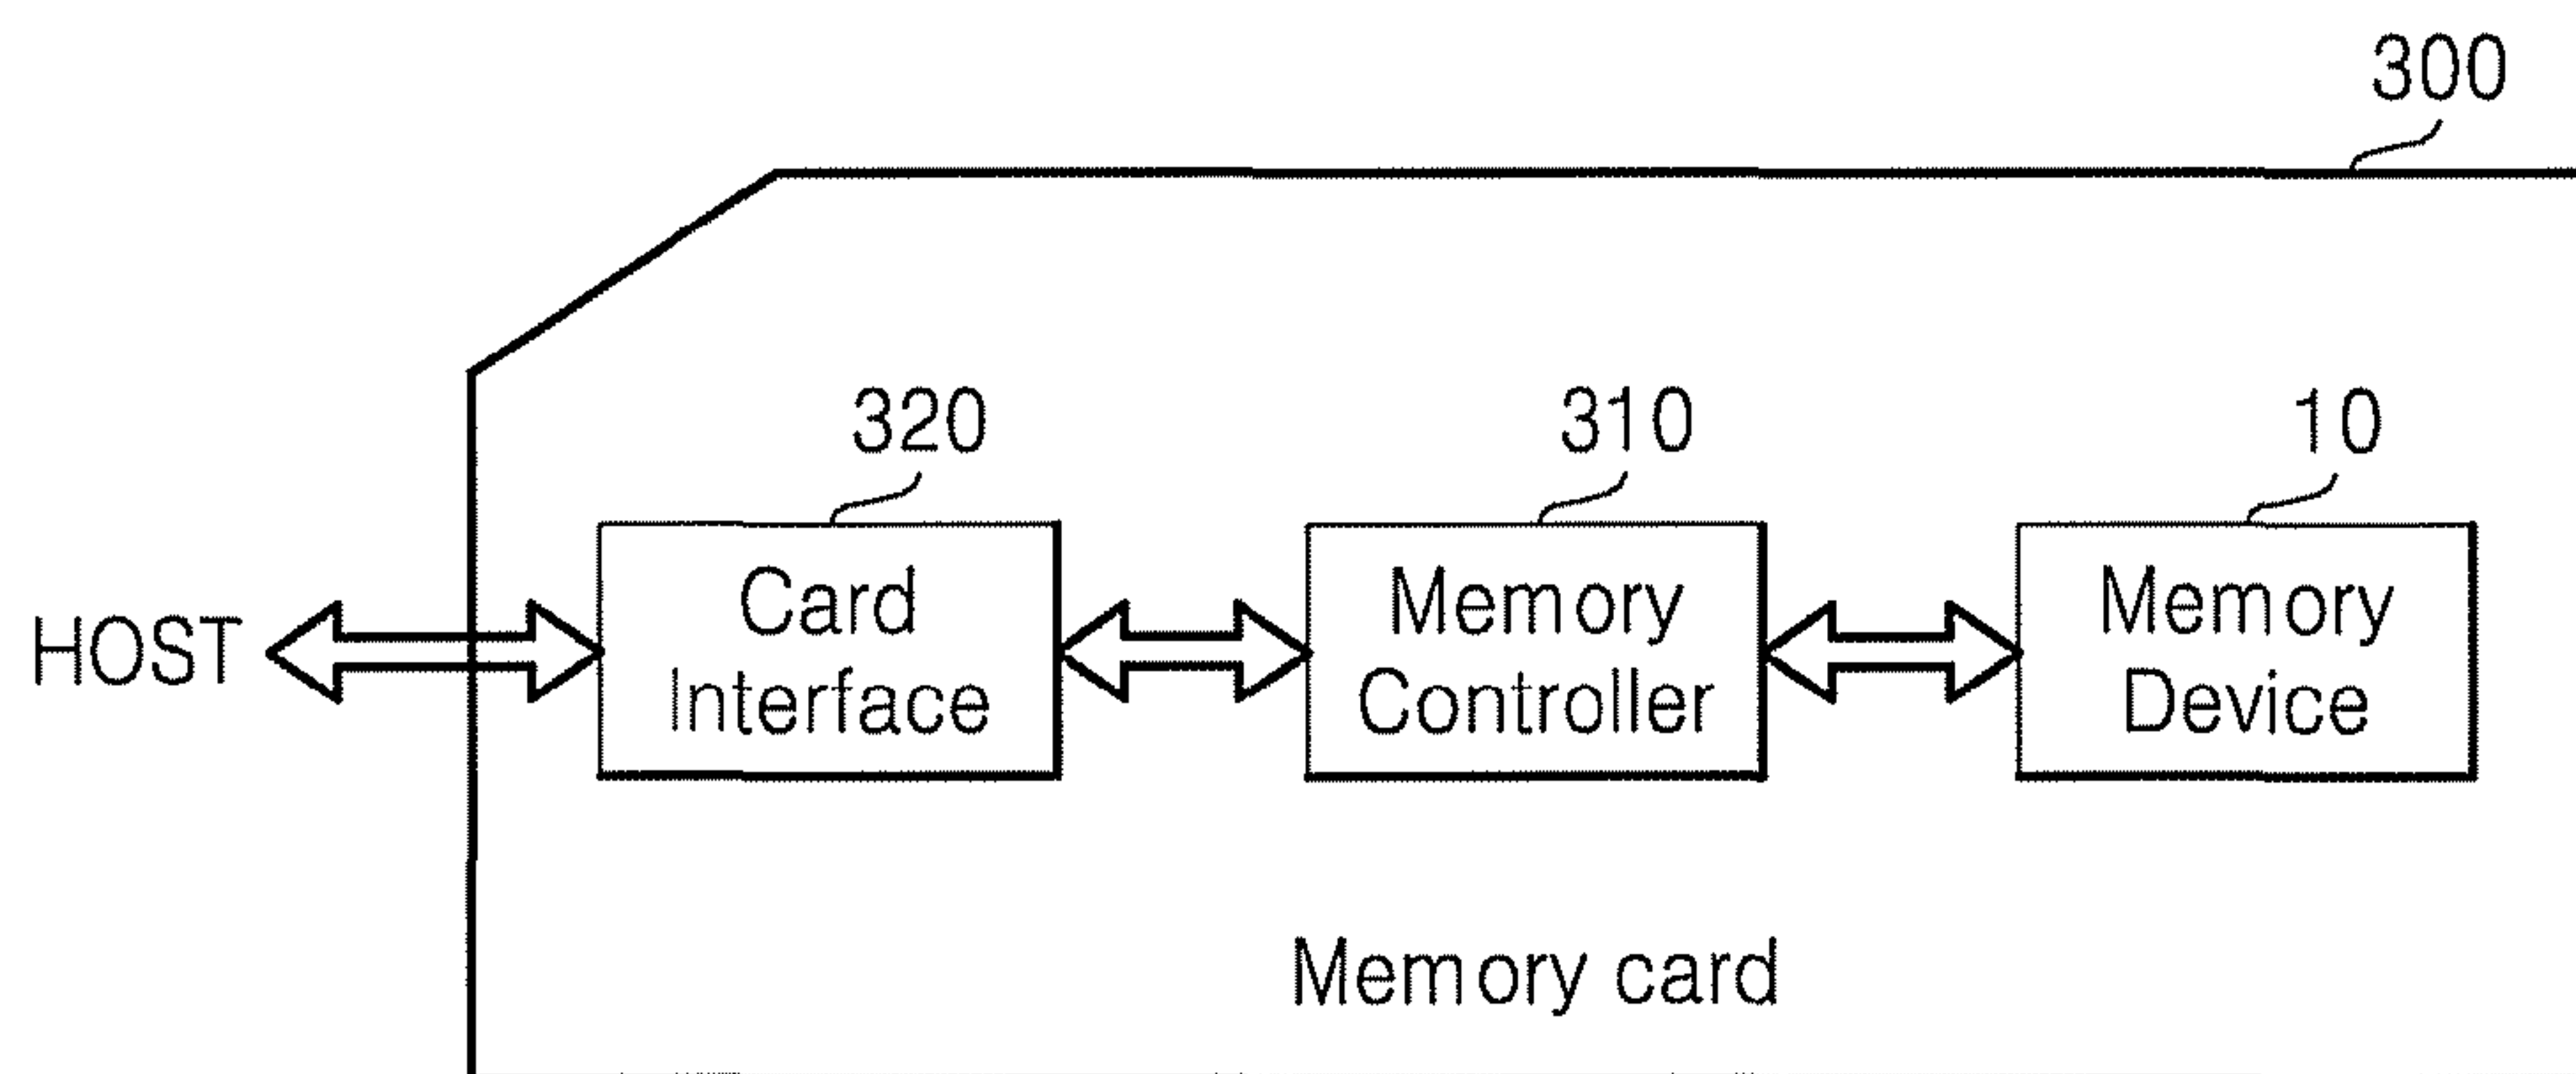 300
320
310
10
HOST
Card
Interface
Memory
Controller
Memory
Device
Memory card